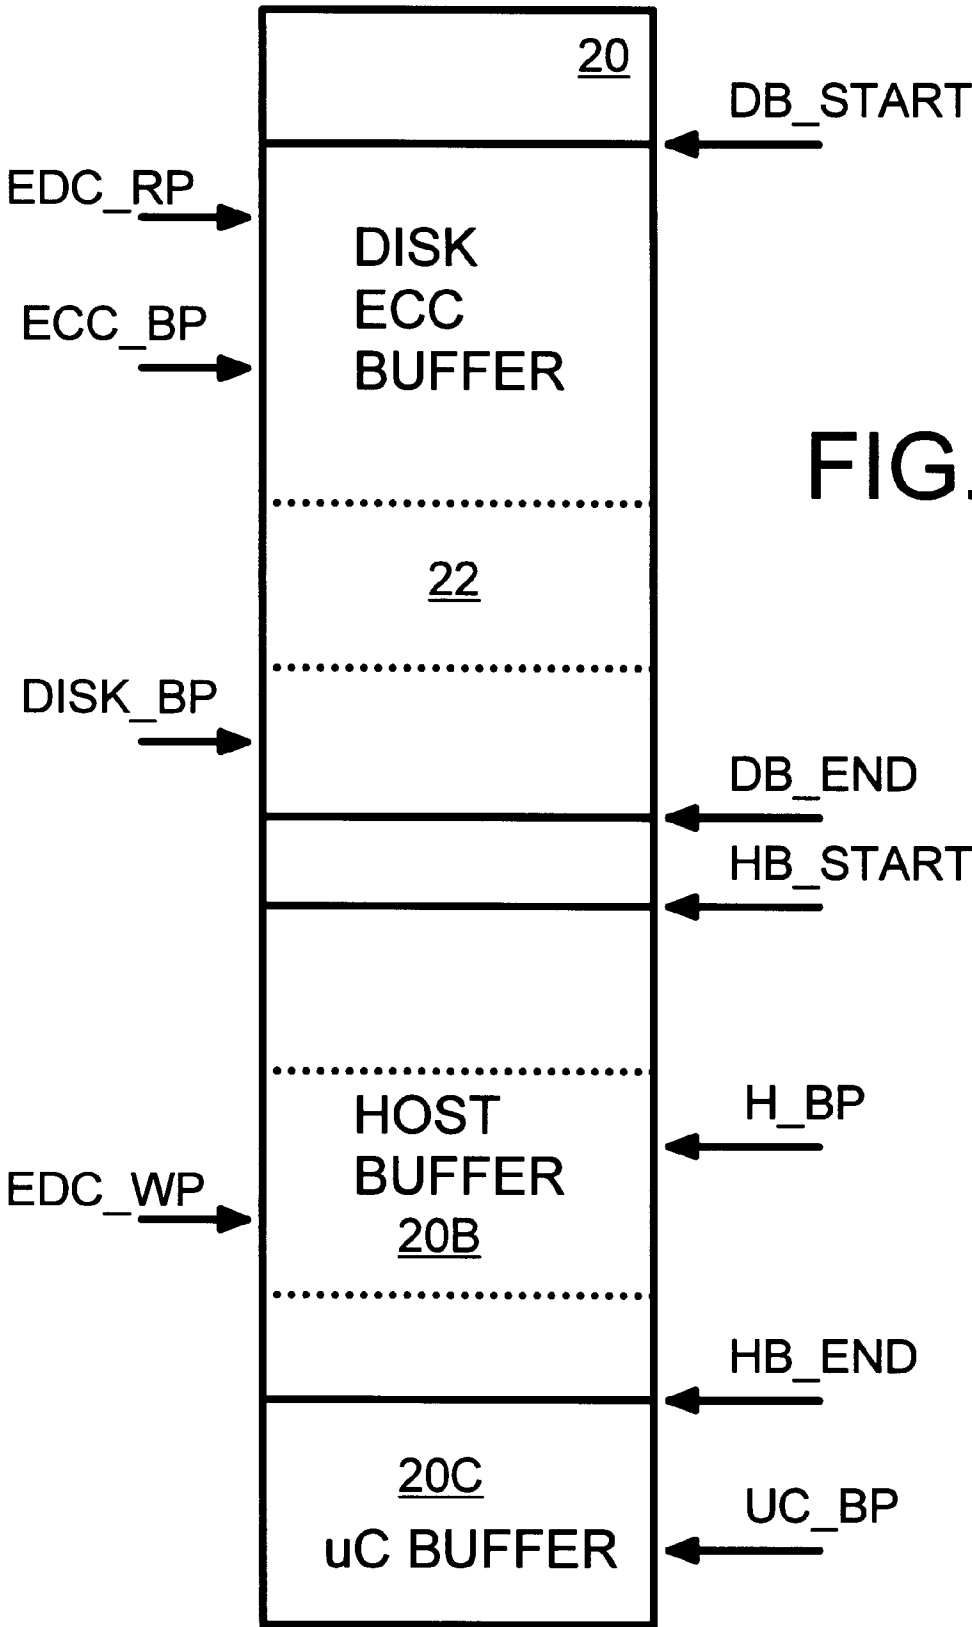 20
DB_START
EDC_RP
DISK
ECC
BUFFER
ECC_BP
FIG.
22
DISK_BP
DB_END
HB_START
HOST
BUFFER
20B
H_BP
EDC_WP
HB_END
20C
uC BUFFER
UC_BP